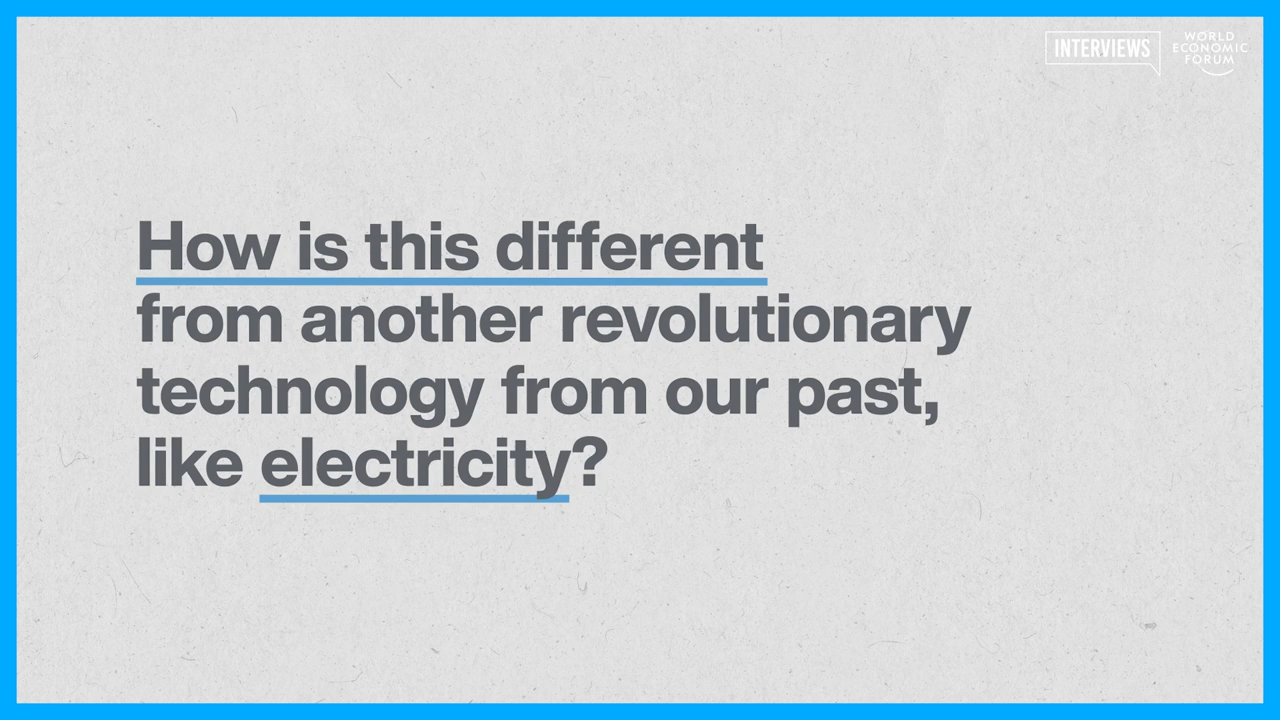 INTERVIEWS
WORLD
ECONOMIC
FORUM
How is this different
from another revolutionary
technology from our past,
like electricity?